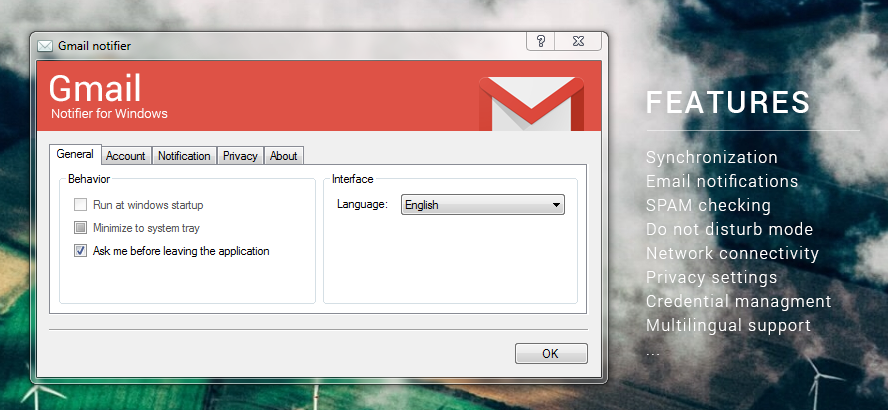 Gmail notifier
?
Gmail
Notifier for Windows
General Account Notification Privacy About
Behavior
Run at windows startup
Minimize to system tray
Ask me before leaving the application
Interface
Language: English
OK
FEATURES
Synchronization
Email notifications
SPAM checking
Do not disturb mode
Network connectivity
Privacy settings
Credential managment
Multilingual support
...